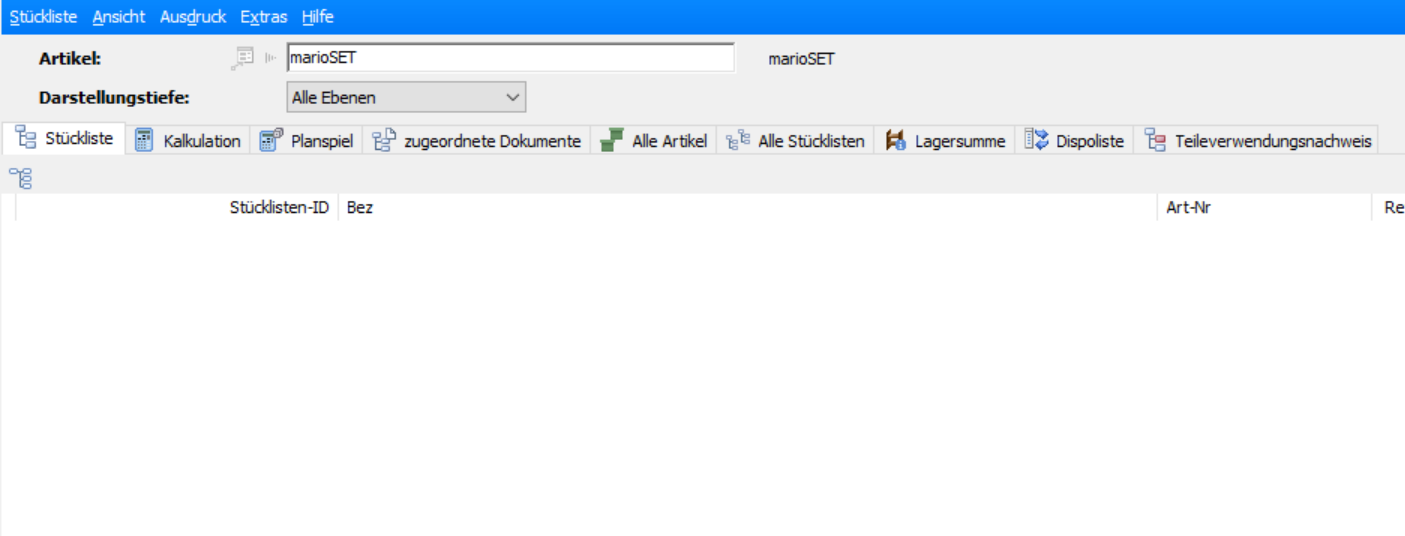 Stückliste Ansicht Ausdruck Extras Hilfe
Artikel: marioSET marioSET
Darstellungstiefe: Alle Ebenen
Stückliste Kalkulation Planspiel zugeordnete Dokumente Alle Artikel Alle Stücklisten Lagersumme Dispoliste Teileverwendungsnachweis
Stücklisten-ID Bez Art-Nr Re